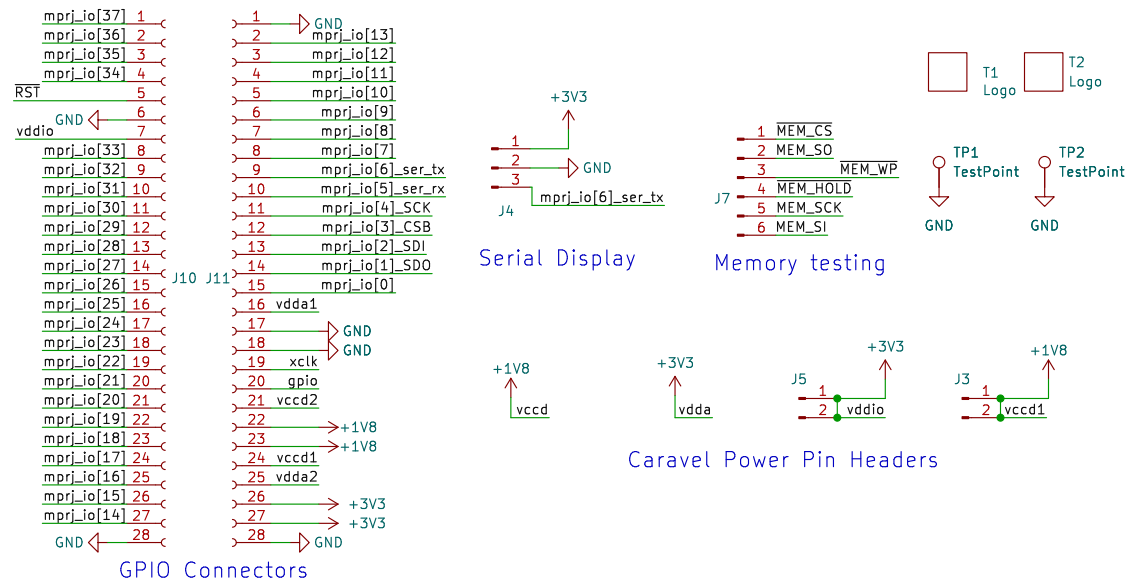 mprj_io[37] 1
mprj_io[36] 2
mprj_io[35] 3
mprj_io[34] 4
RST 5
GND 6
vddio 7
mprj_io[33] 8
mprj_io[32] 9
mprj_io[31] 10
mprj_io[30] 11
mprj_io[29] 12
mprj_io[28] 13
mprj_io[27] 14
mprj_io[26] 15
mprj_io[25] 16
mprj_io[24] 17
mprj_io[23] 18
mprj_io[22] 19
mprj_io[21] 20
mprj_io[20] 21
mprj_io[19] 22
mprj_io[18] 23
mprj_io[17] 24
mprj_io[16] 25
mprj_io[15] 26
mprj_io[14] 27
GND 28
J10
J11
1 GND
2 mprj_io[13]
3 mprj_io[12]
4 mprj_io[11]
5 mprj_io[10]
6 mprj_io[9]
7 mprj_io[8]
8 mprj_io[7]
9 mprj_io[6]_ser_tx
10 mprj_io[5]_ser_rx
11 mprj_io[4]_SCK
12 mprj_io[3]_CSB
13 mprj_io[2]_SDI
14 mprj_io[1]_SDO
15 mprj_io[0]
16 vdda1
17 GND
18 GND
19 xclk
20 gpio
21 vccd2
22 +1V8
23 +1V8
24 vccd1
25 vdda2
26 +3V3
27 +3V3
28 GND
GPIO Connectors
+3V3
1
2 GND
3
mprj_io[6]_ser_tx
J4
Serial Display
1 MEM_CS
2 MEM_SO
3 MEM_WP
4 MEM_HOLD
5 MEM_SCK
6 MEM_SI
J7
Memory testing
T1
Logo
T2
Logo
TP1
TestPoint
GND
TP2
TestPoint
GND
+1V8
vccd
+3V3
vdda
+3V3
J5
1
2 vddio
+1V8
J3
1
2 vccd1
Caravel Power Pin Headers